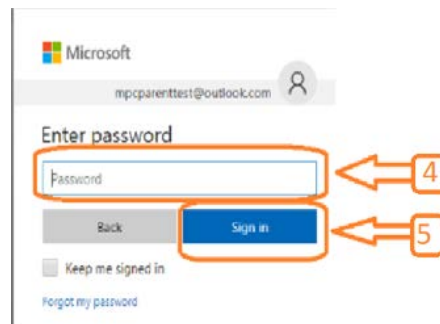 Microsoft
mpcparenttest@outlook.com
Enter password
Password
4
Back
Sign in
5
Keep me signed in
Forgot my password